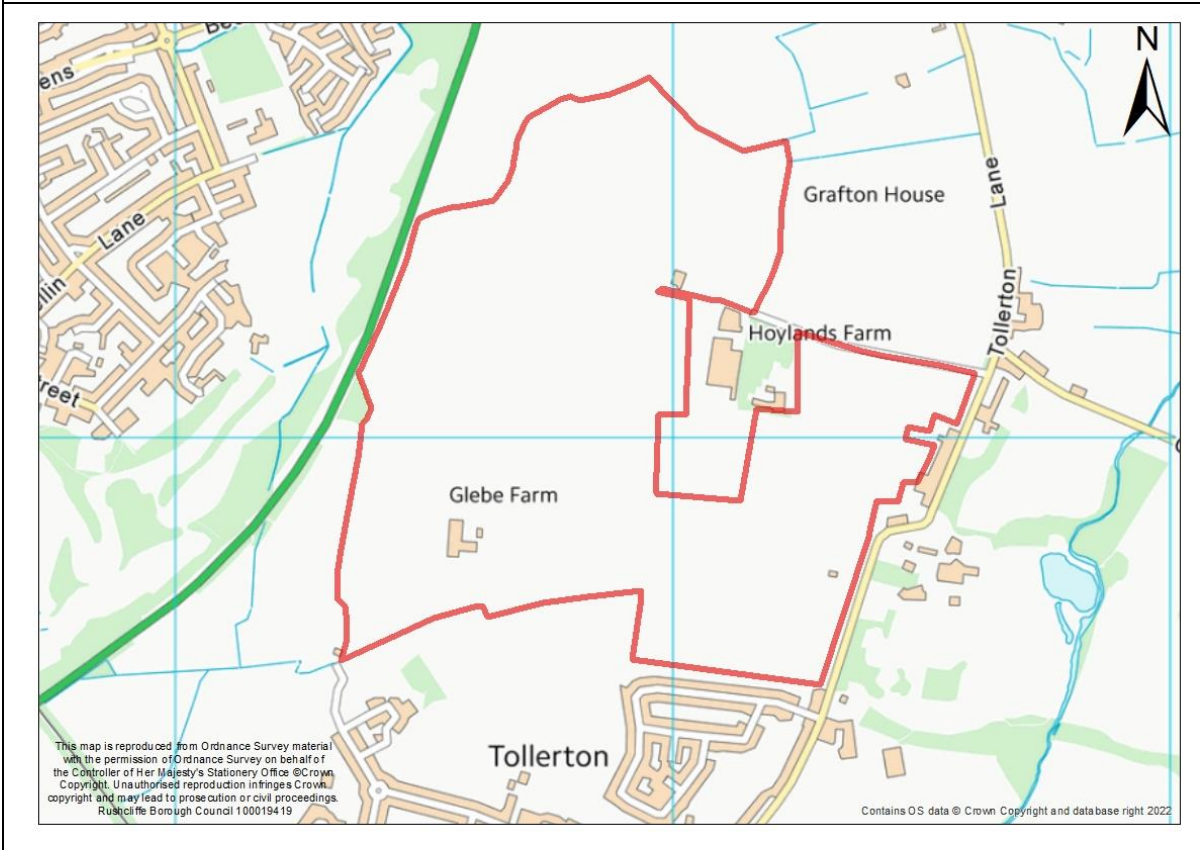 N
Lane
Grafton House
Lane
Tollerton
Hoylands Farm
Glebe Farm
Tollerton
This map is reproduced from Ordnance Survey material
with the permission of Ordnance Survey on behalf of
the Controller of Her Majesty's Stationery Office ©Crown
Copyright. Unauthorised reproduction infringes Crown
copyright and may lead to prosecution or civil proceedings.
Rushcliffe Borough Council 100019419
Contains OS data © Crown Copyright and database right 2022